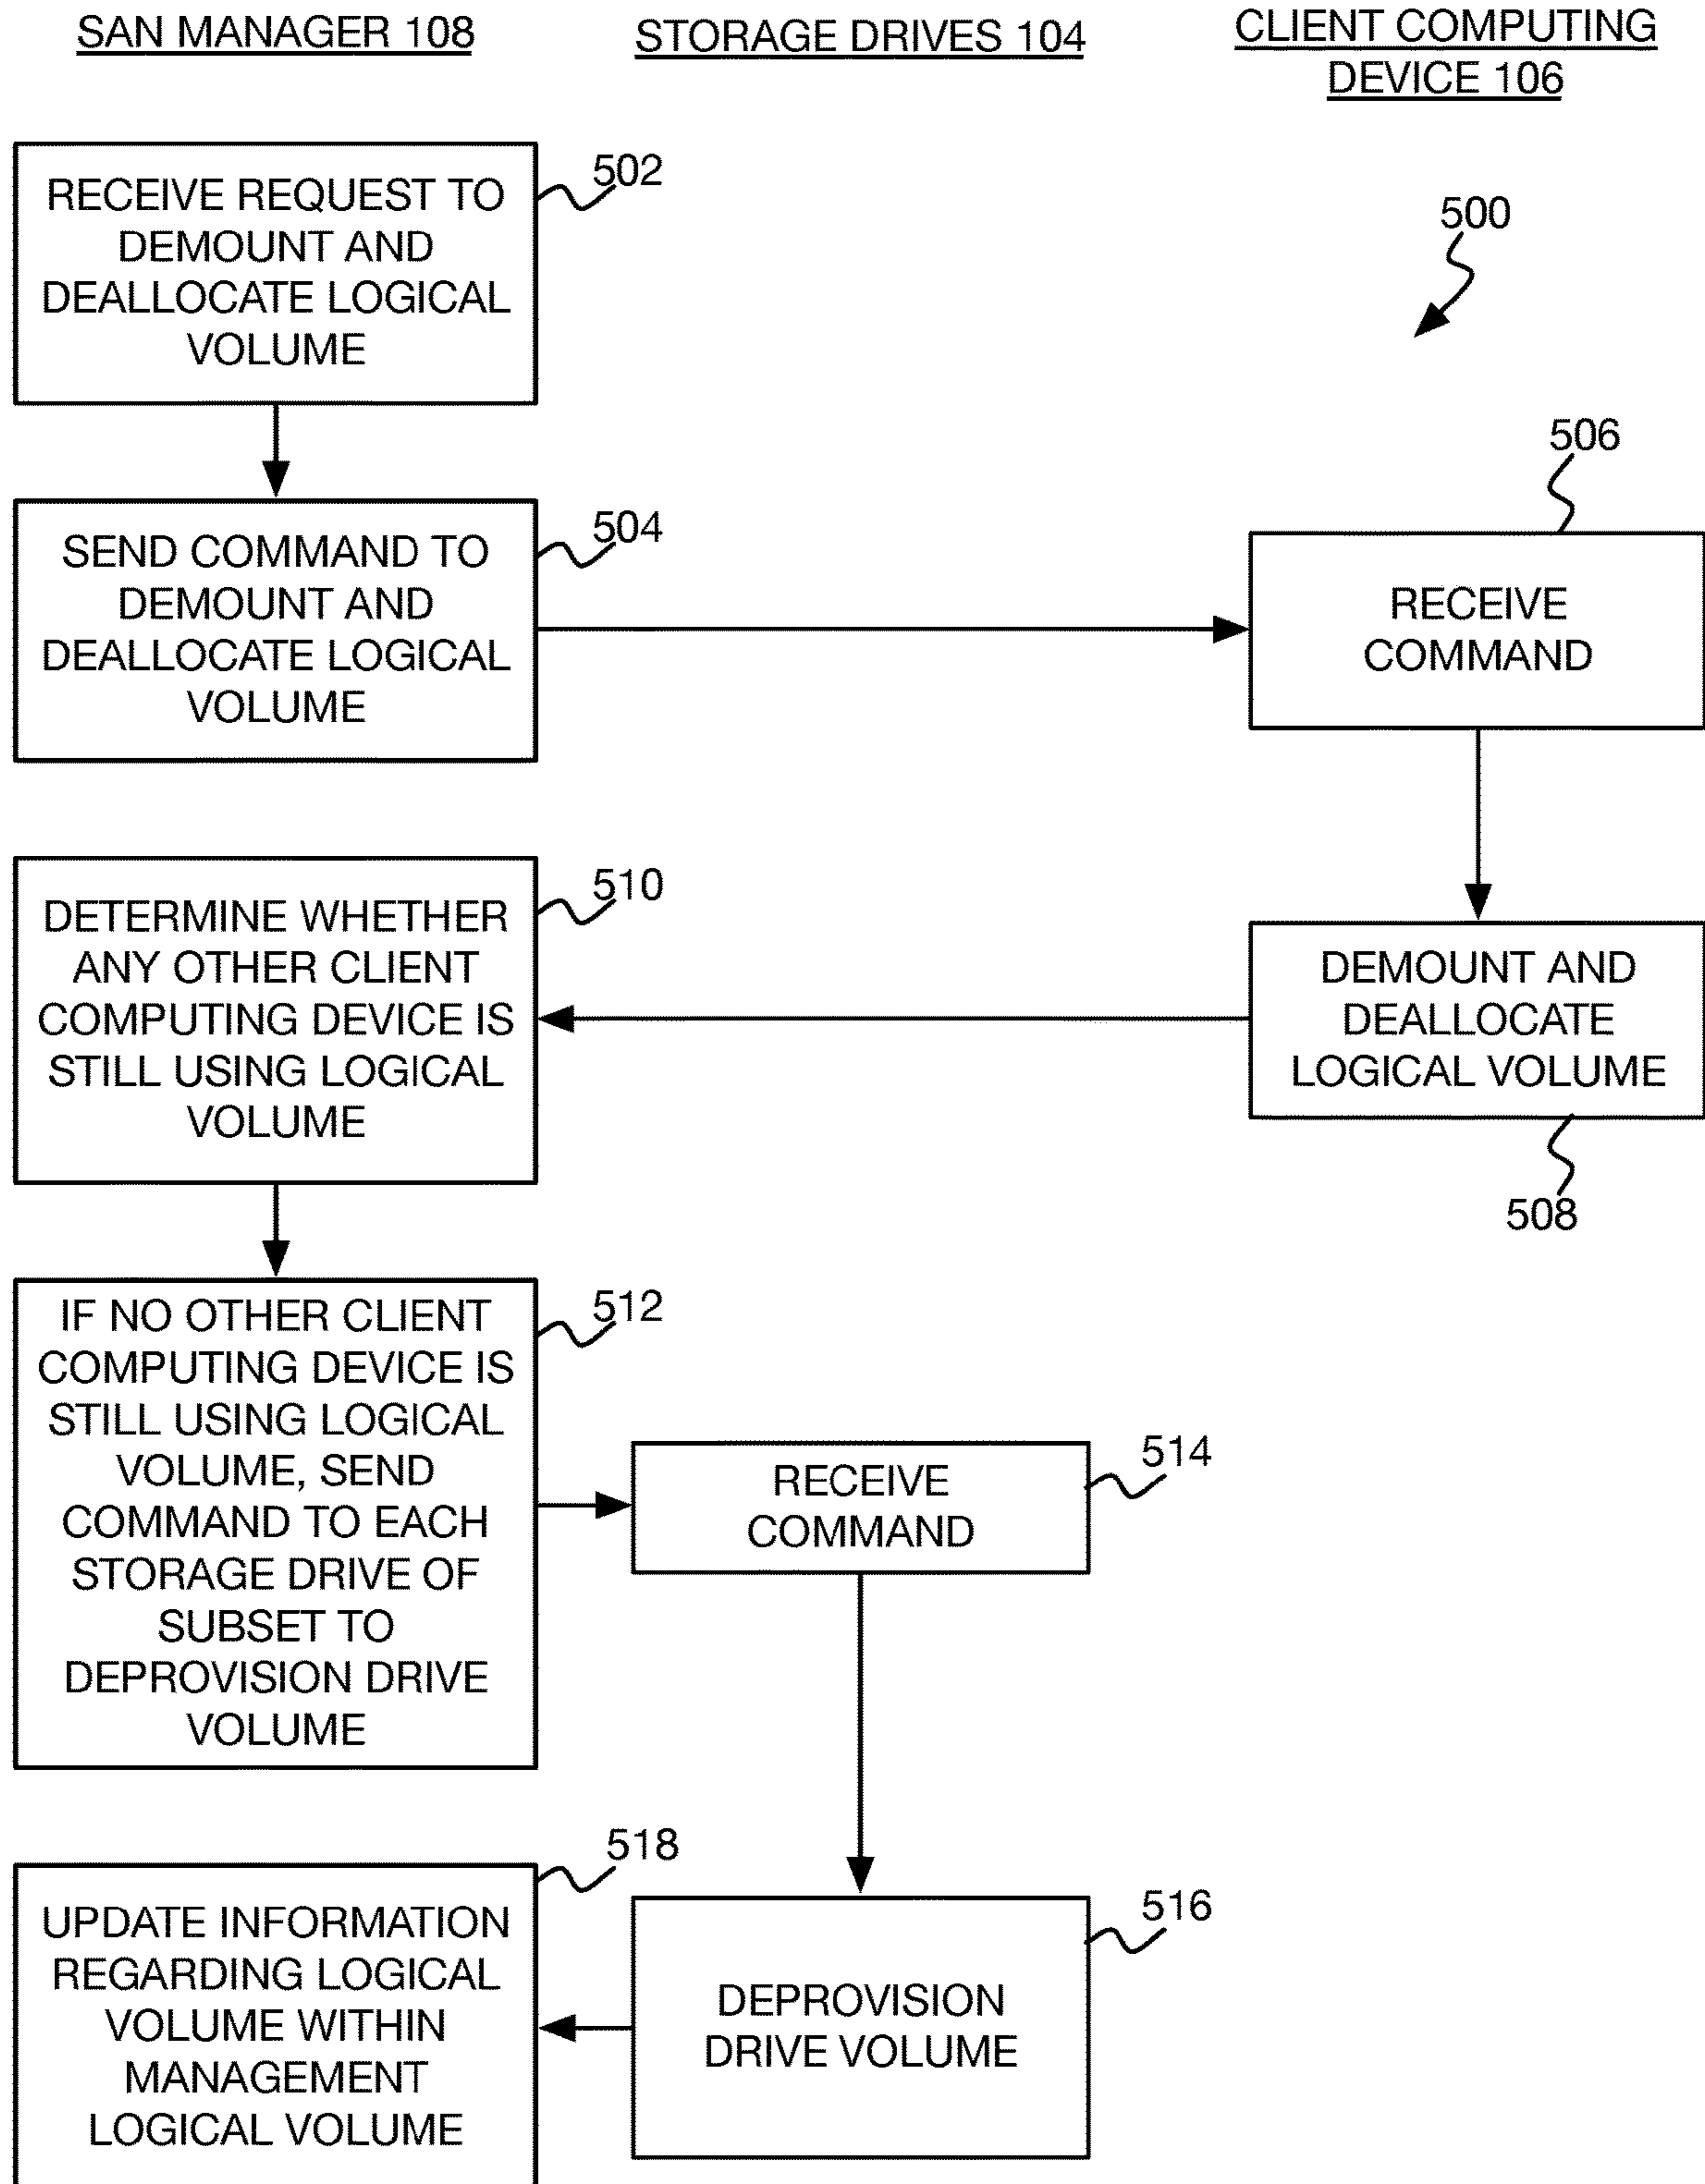 SAN MANAGER 108
STORAGE DRIVES 104
CLIENT COMPUTING
DEVICE 106
RECEIVE REQUEST TO
DEMOUNT AND
DEALLOCATE LOGICAL
VOLUME
502
500
SEND COMMAND TO
DEMOUNT AND
DEALLOCATE LOGICAL
VOLUME
504
506
RECEIVE
COMMAND
DETERMINE WHETHER
ANY OTHER CLIENT
COMPUTING DEVICE IS
STILL USING LOGICAL
VOLUME
510
DEMOUNT AND
DEALLOCATE
LOGICAL VOLUME
508
IF NO OTHER CLIENT
COMPUTING DEVICE IS
STILL USING LOGICAL
VOLUME, SEND
COMMAND TO EACH
STORAGE DRIVE OF
SUBSET TO
DEPROVISION DRIVE
VOLUME
512
RECEIVE
COMMAND
514
UPDATE INFORMATION
REGARDING LOGICAL
VOLUME WITHIN
MANAGEMENT
LOGICAL VOLUME
518
DEPROVISION
DRIVE VOLUME
516